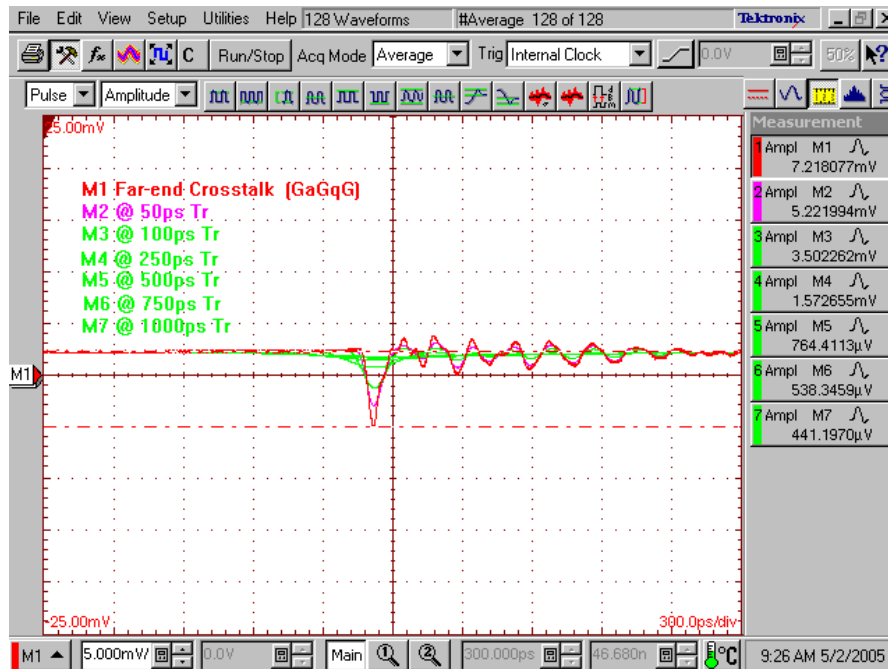 File Edit View Setup Utilities Help 128 Waveforms #Average 128 of 128 Tektronix
Run/Stop Acq Mode Average Trig Internal Clock 0.0V 50%
C
Pulse Amplitude
25.00mV
M1 Far-end Crosstalk (GaGqG)
M2 @ 50ps Tr
M3 @ 100ps Tr
M4 @ 250ps Tr
M5 @ 500ps Tr
M6 @ 750ps Tr
M7 @ 1000ps Tr
M1
-25.00mV
300.0ps/div
Measurement
1 Ampl M1
7.218077mV
2 Ampl M2
5.221994mV
3 Ampl M3
3.502262mV
4 Ampl M4
1.572655mV
5 Ampl M5
764.4113µV
6 Ampl M6
538.3459µV
7 Ampl M7
441.1970µV
M1 5.000mV/ 0.0V Main 1 2 300.000ps 46.680n °C 9:26 AM 5/2/2005